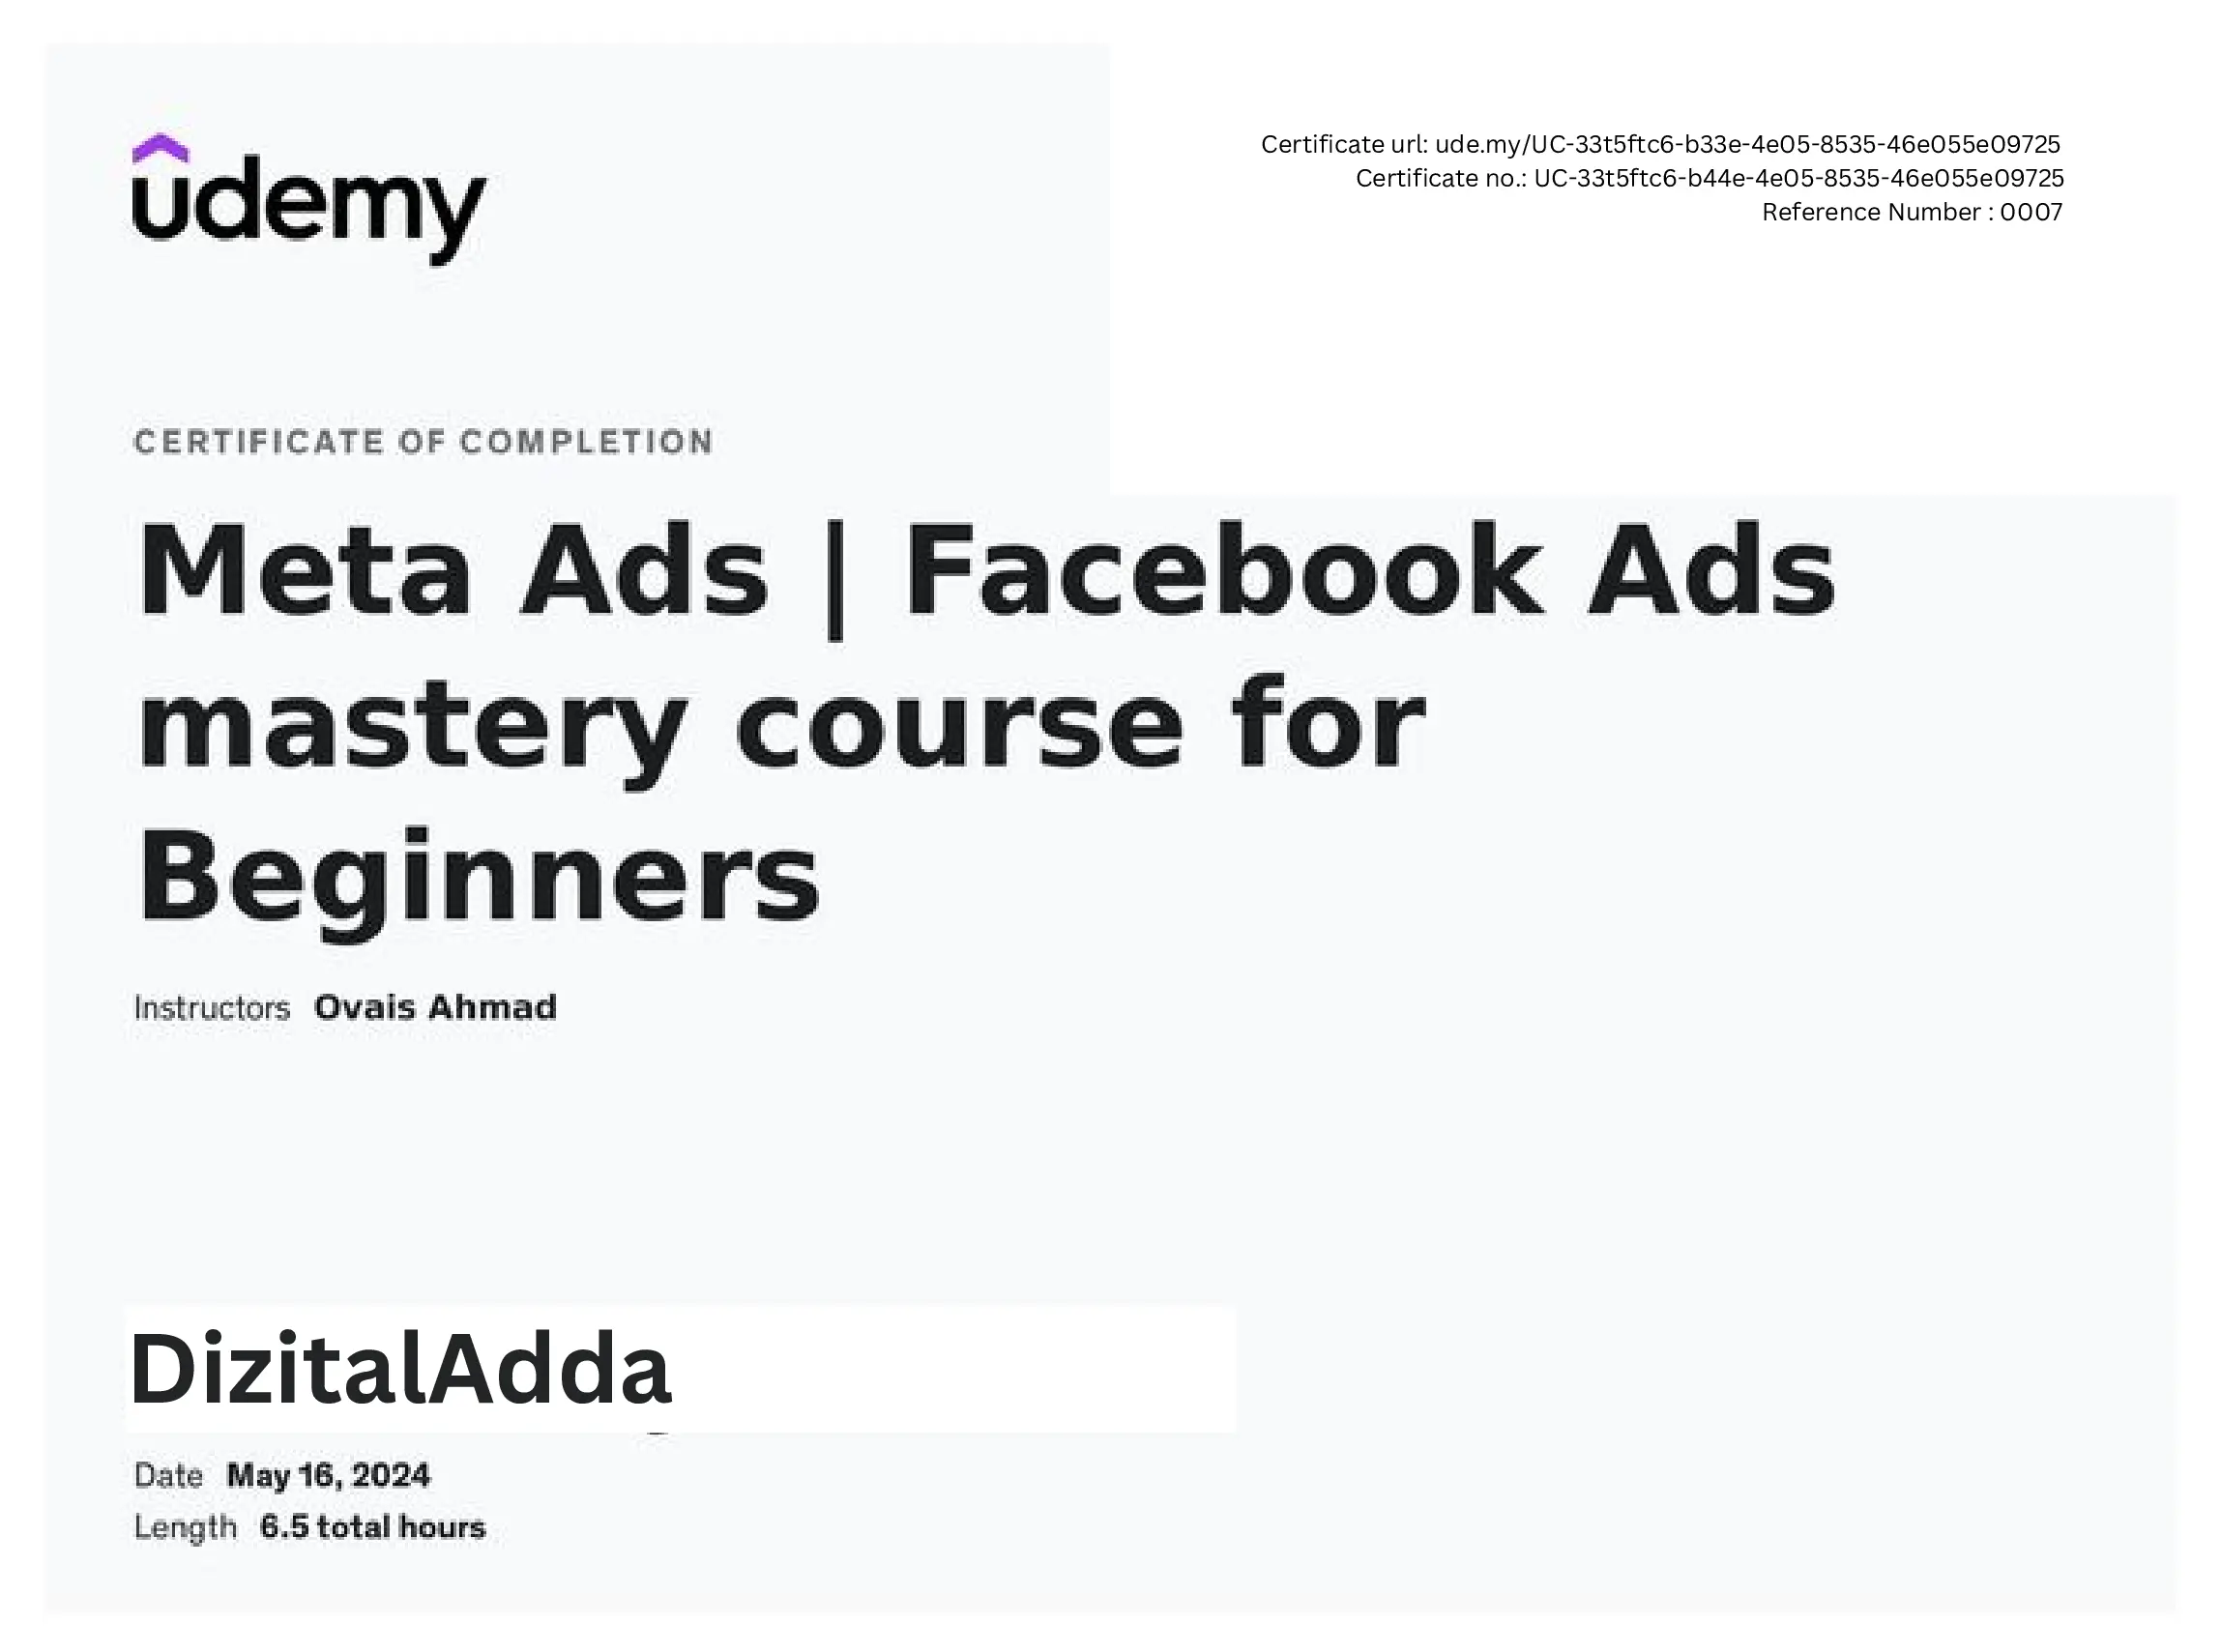 udemy
Certificate url: ude.my/UC-33t5ftc6-b33e-4e05-8535-46e055e09725
Certificate no.: UC-33t5ftc6-b44e-4e05-8535-46e055e09725
Reference Number : 0007
CERTIFICATE OF COMPLETION
Meta Ads | Facebook Ads
mastery course for
Beginners
Instructors Ovais Ahmad
DizitalAdda
Date May 16, 2024
Length 6.5 total hours